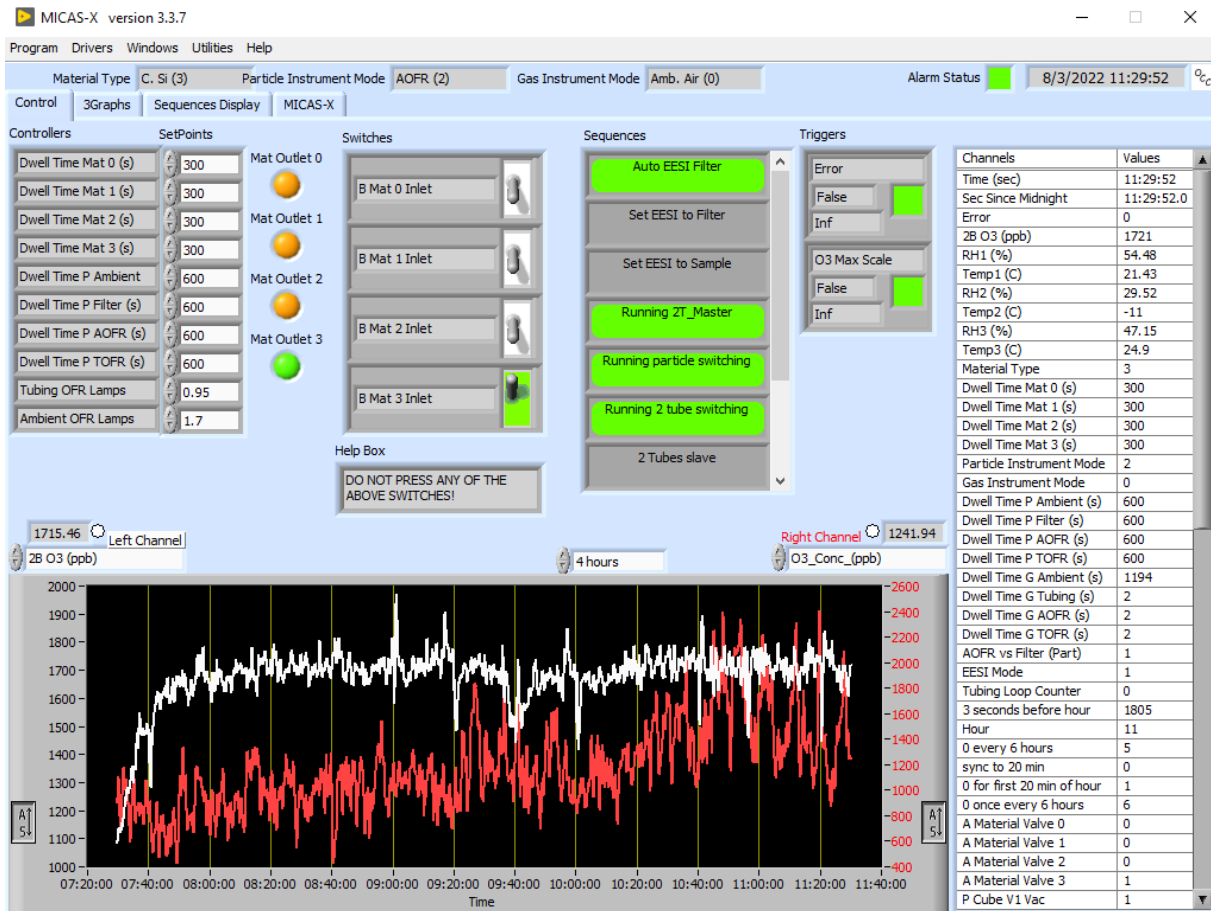 MICAS-X version 3.3.7
Program Drivers Windows Utilities Help
Material Type C. Si (3) Particle Instrument Mode AOFR (2) Gas Instrument Mode Amb. Air (0) Alarm Status 8/3/2022 11:29:52
Control 3Graphs Sequences Display MICAS-X
Controllers SetPoints
Dwell Time Mat 0 (s) 300
Dwell Time Mat 1 (s) 300
Dwell Time Mat 2 (s) 300
Dwell Time Mat 3 (s) 300
Dwell Time P Ambient 600
Dwell Time P Filter (s) 600
Dwell Time P AOFR (s) 600
Dwell Time P TOFR (s) 600
Tubing OFR Lamps 0.95
Ambient OFR Lamps 1.7
Mat Outlet 0
Mat Outlet 1
Mat Outlet 2
Mat Outlet 3
Switches
B Mat 0 Inlet
B Mat 1 Inlet
B Mat 2 Inlet
B Mat 3 Inlet
Help Box
DO NOT PRESS ANY OF THE
ABOVE SWITCHES!
Sequences
Auto EESI Filter
Set EESI to Filter
Set EESI to Sample
Running 2T_Master
Running particle switching
Running 2 tube switching
2 Tubes slave
Triggers
Error
False
Inf
O3 Max Scale
False
Inf
Channels Values
Time (sec) 11:29:52
Sec Since Midnight 11:29:52.0
Error 0
2B O3 (ppb) 1721
RH1 (%) 54.48
Temp1 (C) 21.43
RH2 (%) 29.52
Temp2 (C) -11
RH3 (%) 47.15
Temp3 (C) 24.9
Material Type 3
Dwell Time Mat 0 (s) 300
Dwell Time Mat 1 (s) 300
Dwell Time Mat 2 (s) 300
Dwell Time Mat 3 (s) 300
Particle Instrument Mode 2
Gas Instrument Mode 0
Dwell Time P Ambient (s) 600
Dwell Time P Filter (s) 600
Dwell Time P AOFR (s) 600
Dwell Time P TOFR (s) 600
Dwell Time G Ambient (s) 1194
Dwell Time G Tubing (s) 2
Dwell Time G AOFR (s) 2
Dwell Time G TOFR (s) 2
AOFR vs Filter (Part) 1
EESI Mode 1
Tubing Loop Counter 0
3 seconds before hour 1805
Hour 11
0 every 6 hours 5
sync to 20 min 0
0 for first 20 min of hour 1
0 once every 6 hours 6
A Material Valve 0 0
A Material Valve 1 0
A Material Valve 2 0
A Material Valve 3 1
P Cube V1 Vac 1
1715.46 Left Channel
2B O3 (ppb)
4 hours
Right Channel 1241.94
O3_Conc_(ppb)
2000
1900
1800
1700
1600
1500
1400
1300
1200
1100
1000
2600
2400
2200
2000
1800
1600
1400
1200
1000
800
600
400
A
S
A
S
07:20:00 07:40:00 08:00:00 08:20:00 08:40:00 09:00:00 09:20:00 09:40:00 10:00:00 10:20:00 10:40:00 11:00:00 11:20:00 11:40:00
Time